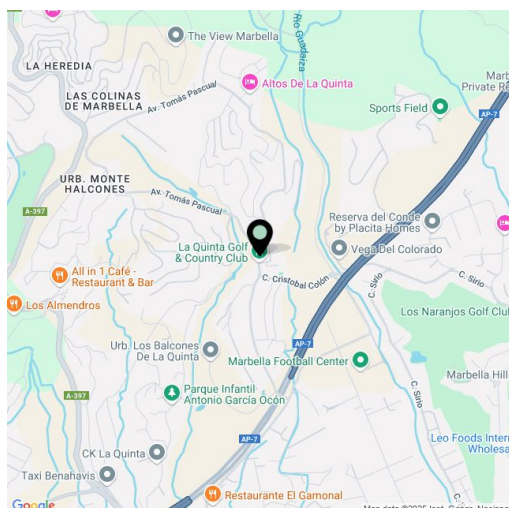 The View Marbella
LA HEREDIA
Río Guadaiza
LAS COLINAS
DE MARBELLA
Altos De La Quinta
Marb
Private Re
Av. Tomás Pascual
Sports Field
AP-7
URB. MONTE
HALCONES
Av. Tomás Pascual
A-397
Reserva del Conde
by Placita Homes
La Quinta Golf
& Country Club
Vega Del Colorado
All in 1 Café -
Restaurant & Bar
C. Cristobal Colón
C. Sirio
C. Sirio
Los Almendros
Los Naranjos Golf Clu
Urb. Los Balcones
De La Quinta
AP-7
Marbella Football Center
Marbella Hill
Parque Infantil
Antonio García Ocón
A-397
C. Sirio
AP-7
Leo Foods Inter
Wholesa
CK La Quinta
Taxi Benahavis
Restaurante El Gamonal
Google